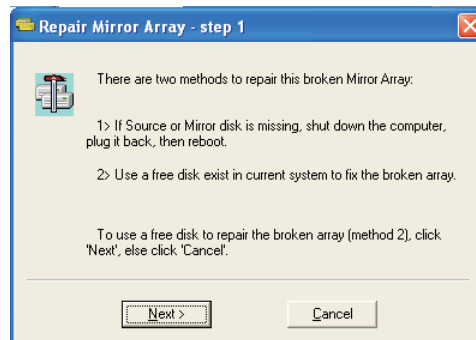 Repair Mirror Array - step 1
There are two methods to repair this broken Mirror Array:
1> If Source or Mirror disk is missing, shut down the computer,
plug it back, then reboot.
2> Use a free disk exist in current system to fix the broken array.
To use a free disk to repair the broken array (method 2), click
'Next', else click 'Cancel'.
Next >
Cancel